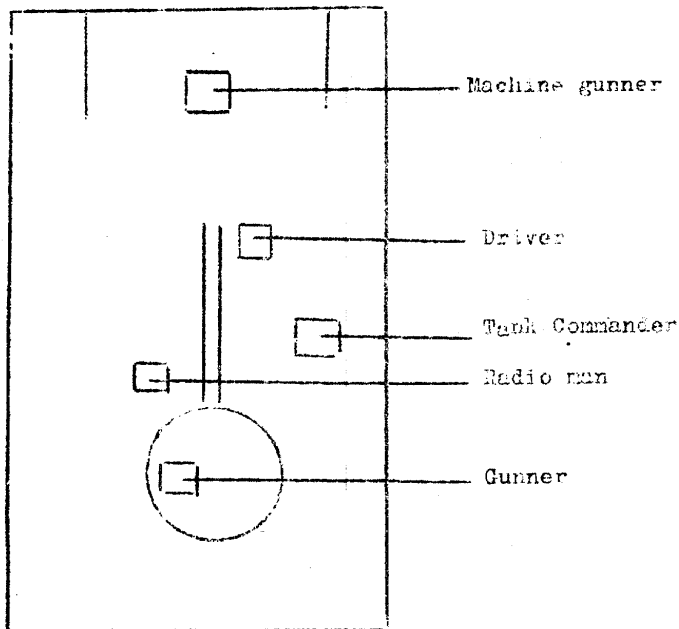 Machine gunner
Driver
Tank Commander
Radio man
Gunner